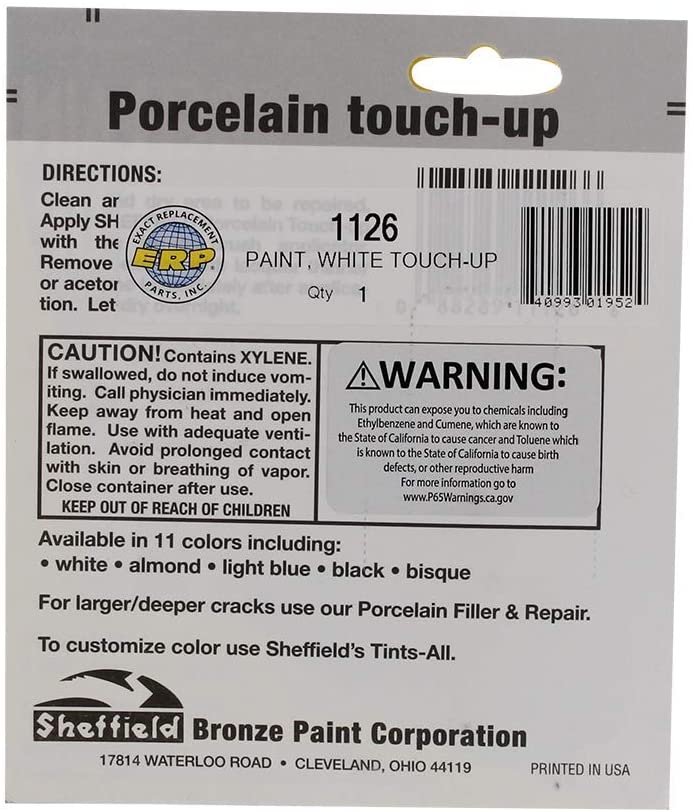 Porcelain touch-up
DIRECTIONS:
Clean an
Apply SH
with the
Remove
or aceton
tion. Let
EXACT REPLACEMENT
ERP
PARTS, INC.
1126
PAINT, WHITE TOUCH-UP
Qty 1
40993 01952
CAUTION! Contains XYLENE.
If swallowed, do not induce vom-
iting. Call physician immediately.
Keep away from heat and open
flame. Use with adequate venti-
lation. Avoid prolonged contact
with skin or breathing of vapor.
Close container after use.
KEEP OUT OF REACH OF CHILDREN
⚠WARNING:
This product can expose you to chemicals including
Ethylbenzene and Cumene, which are known to
the State of California to cause cancer and Toluene which
is known to the State of California to cause birth
defects, or other reproductive harm
For more information go to
www.P65Warnings.ca.gov
Available in 11 colors including:
• white • almond • light blue • black • bisque
For larger/deeper cracks use our Porcelain Filler & Repair.
To customize color use Sheffield's Tints-All.
Sheffield Bronze Paint Corporation
17814 WATERLOO ROAD • CLEVELAND, OHIO 44119
PRINTED IN USA